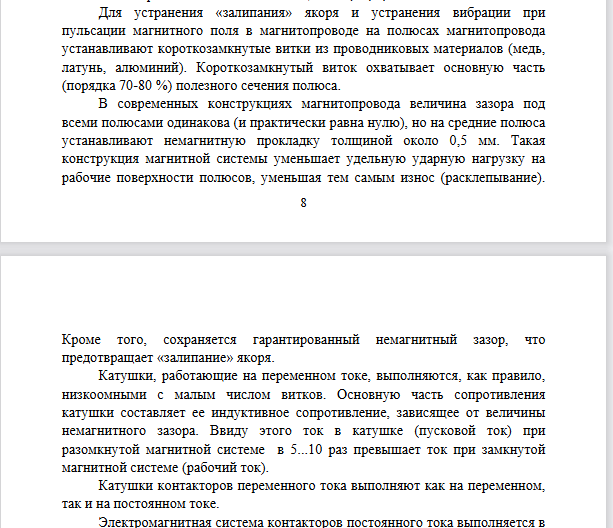 Для устранения «залипания» якоря и устранения вибрации при
пульсации магнитного поля в магнитопроводе на полюсах магнитопровода
устанавливают короткозамкнутые витки из проводниковых материалов (медь,
латунь, алюминий). Короткозамкнутый виток охватывает основную часть
(порядка 70-80 %) полезного сечения полюса.
В современных конструкциях магнитопровода величина зазора под
всеми полюсами одинакова (и практически равна нулю), но на средние полюса
устанавливают немагнитную прокладку толщиной около 0,5 мм. Такая
конструкция магнитной системы уменьшает удельную ударную нагрузку на
рабочие поверхности полюсов, уменьшая тем самым износ (расклепывание).
8
Кроме того, сохраняется гарантированный немагнитный зазор, что
предотвращает «залипание» якоря.
Катушки, работающие на переменном токе, выполняются, как правило,
низкоомными с малым числом витков. Основную часть сопротивления
катушки составляет ее индуктивное сопротивление, зависящее от величины
немагнитного зазора. Ввиду этого ток в катушке (пусковой ток) при
разомкнутой магнитной системе в 5...10 раз превышает ток при замкнутой
магнитной системе (рабочий ток).
Катушки контакторов переменного тока выполняют как на переменном,
так и на постоянном токе.
Электромагнитная система контакторов постоянного тока выполняется в